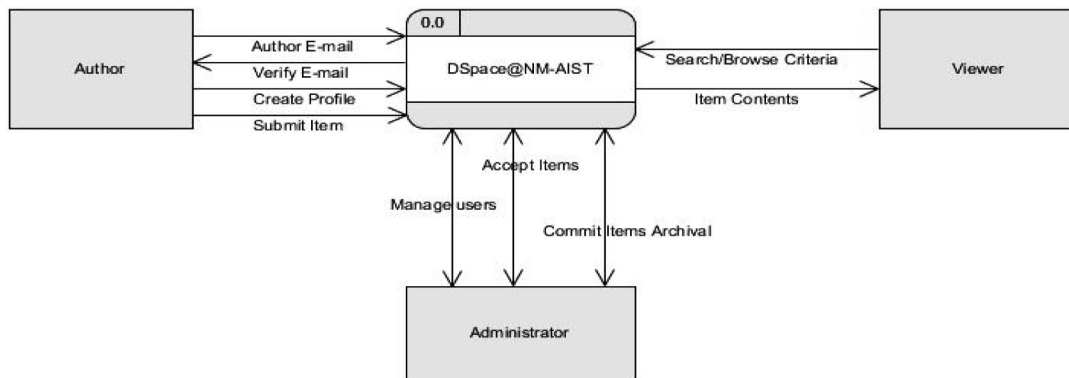 0.0
Author
Author E-mail
Verify E-mail
Create Profile
Submit Item
DSpace@NM-AIST
Search/Browse Criteria
Item Contents
Viewer
Accept Items
Manage users
Commit Items Archival
Administrator